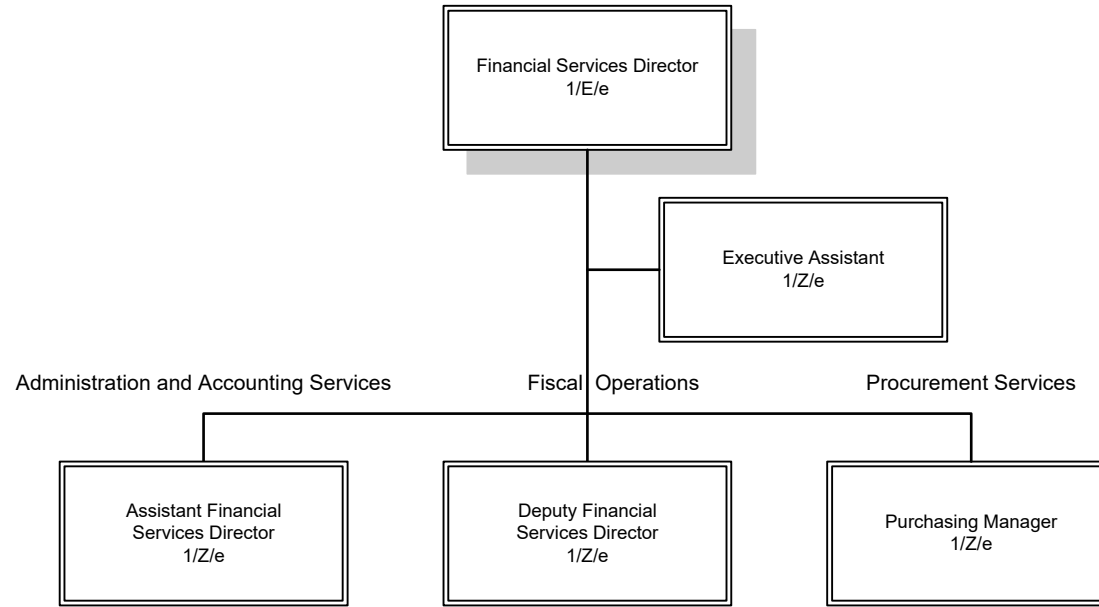 Financial Services Director
1/E/e
Executive Assistant
1/Z/e
Administration and Accounting Services
Fiscal Operations
Procurement Services
Assistant Financial
Services Director
1/Z/e
Deputy Financial
Services Director
1/Z/e
Purchasing Manager
1/Z/e